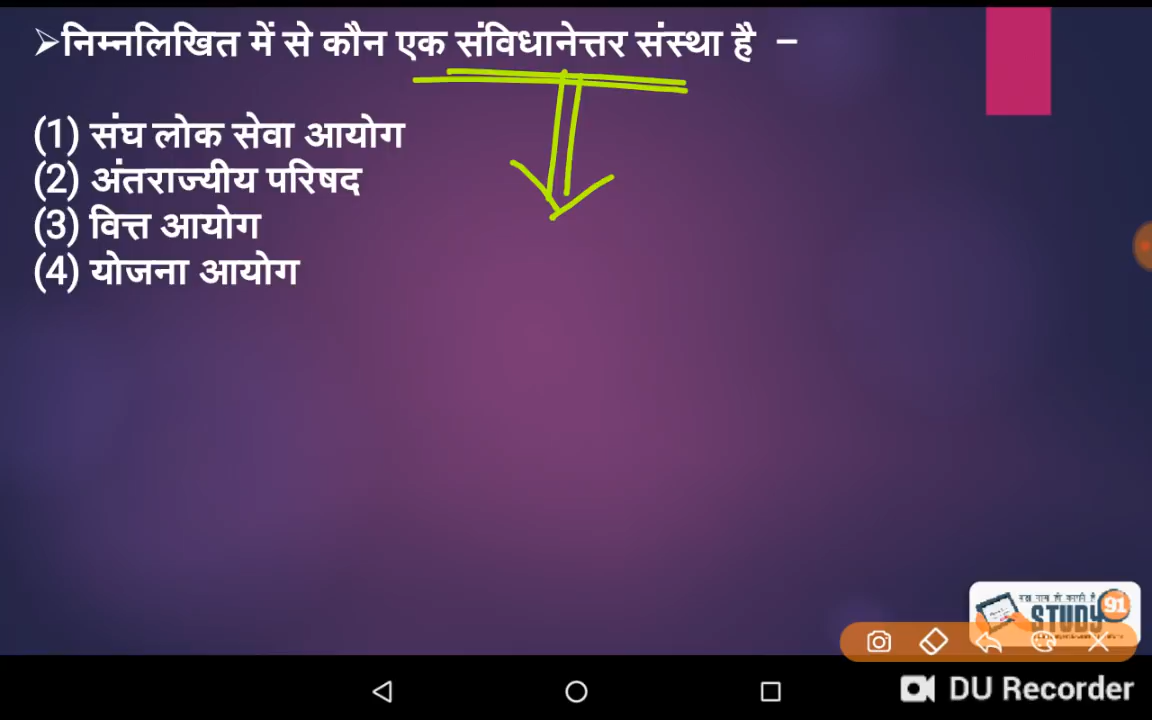 ➢निम्नलिखित में से कौन एक संविधानेत्तर संस्था है –
(1) संघ लोक सेवा आयोग
(2) अंतराज्यीय परिषद
(3) वित्त आयोग
(4) योजना आयोग
91
STUDY
DU Recorder